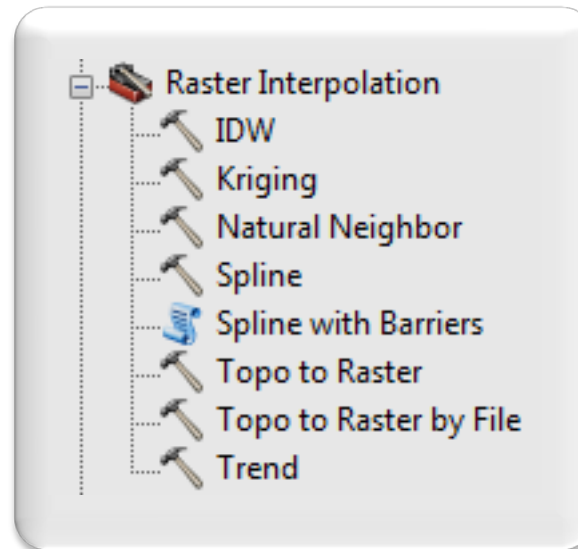 Raster Interpolation
IDW
Kriging
Natural Neighbor
Spline
Spline with Barriers
Topo to Raster
Topo to Raster by File
Trend